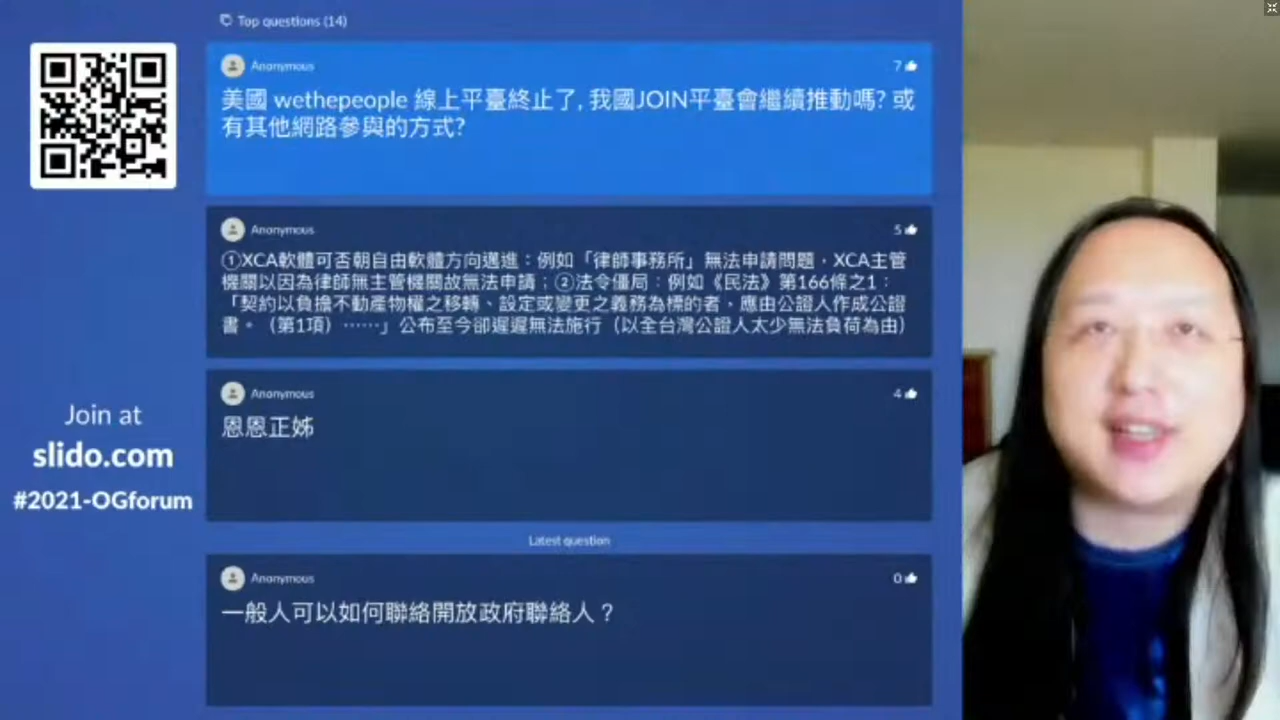 Top questions (14)
Anonymous
7
美國 wethepeople 線上平臺終止了, 我國JOIN平臺會繼續推動嗎? 或
有其他網路參與的方式?
Anonymous
5
①XCA軟體可否朝自由軟體方向邁進：例如「律師事務所」無法申請問題，XCA主管
機關以因為律師無主管機關故無法申請；②法令僵局：例如《民法》第166條之1：
「契約以負擔不動產物權之移轉、設定或變更之義務為標的者，應由公證人作成公證
書。（第1項）……」公布至今卻遲遲無法施行（以全台灣公證人太少無法負荷為由）
Anonymous
4
恩恩正姊
Latest question
Anonymous
0
一般人可以如何聯絡開放政府聯絡人？
Join at
slido.com
#2021-OGforum